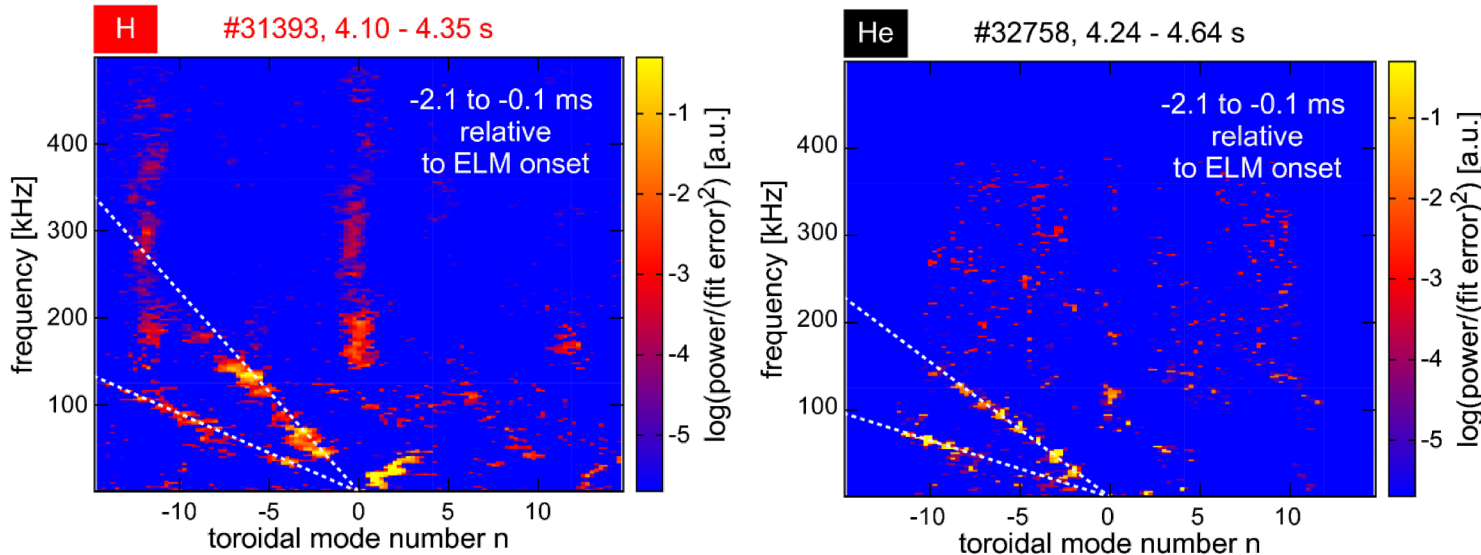 H
#31393, 4.10 - 4.35 s
-2.1 to -0.1 ms
relative
to ELM onset
400
300
200
100
frequency [kHz]
-10
-5
0
5
10
toroidal mode number n
-1
-2
-3
-4
-5
log(power/(fit error)²) [a.u.]
He
#32758, 4.24 - 4.64 s
-2.1 to -0.1 ms
relative
to ELM onset
400
300
200
100
frequency [kHz]
-10
-5
0
5
10
toroidal mode number n
-1
-2
-3
-4
-5
log(power/(fit error)²) [a.u.]